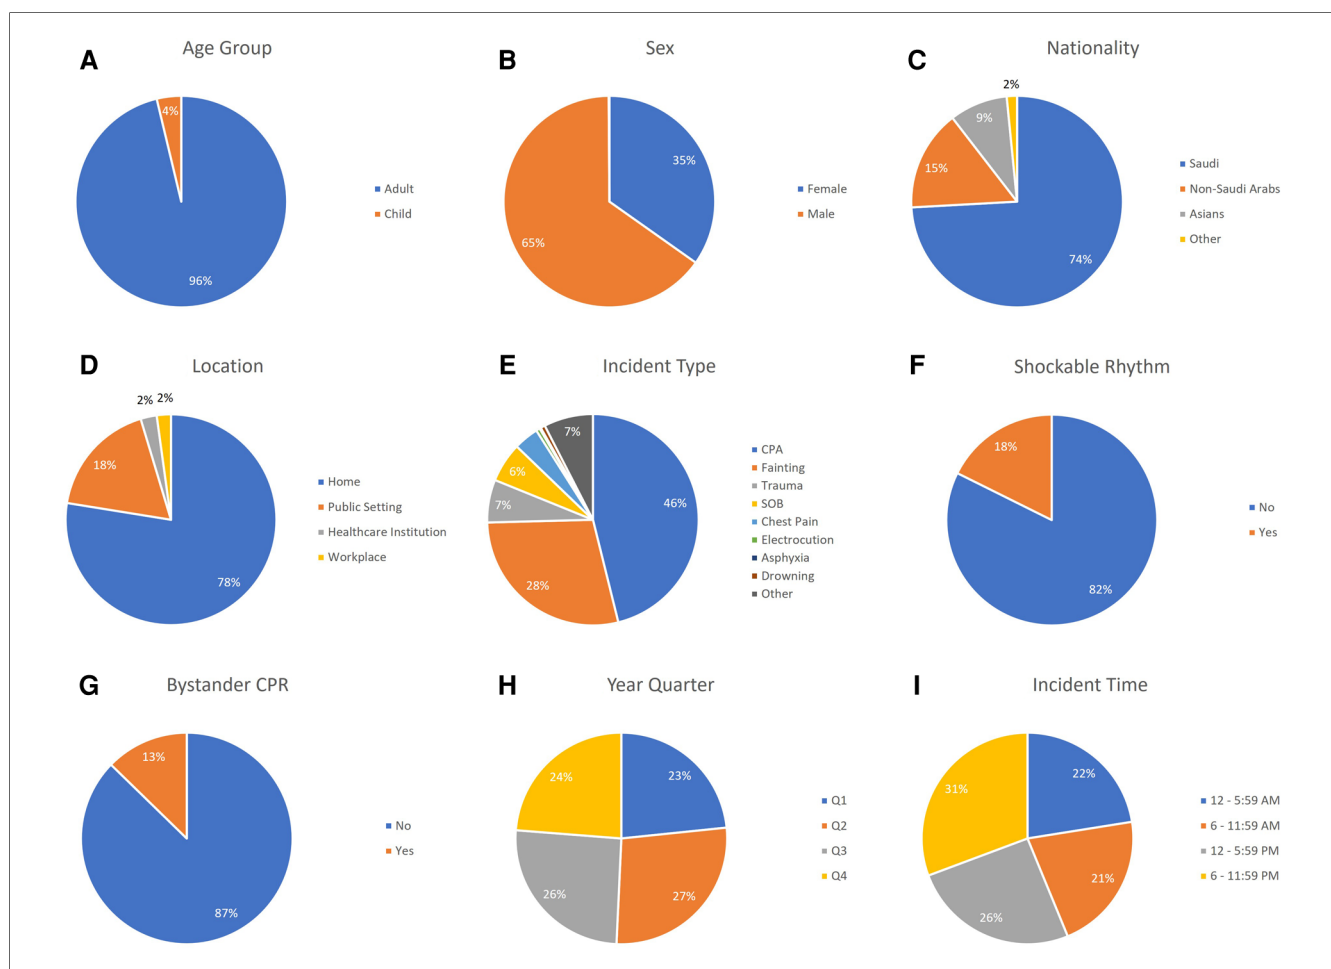 A
Age Group
4%
96%
Adult
Child
B
Sex
35%
65%
Female
Male
C
Nationality
2%
9%
15%
74%
Saudi
Non-Saudi Arabs
Asians
Other
D
Location
2% 2%
18%
78%
Home
Public Setting
Healthcare Institution
Workplace
E
Incident Type
7%
6%
7%
46%
28%
CPA
Fainting
Trauma
SOB
Chest Pain
Electrocution
Asphyxia
Drowning
Other
F
Shockable Rhythm
18%
82%
No
Yes
G
Bystander CPR
13%
87%
No
Yes
H
Year Quarter
24%
23%
26%
27%
Q1
Q2
Q3
Q4
I
Incident Time
31%
22%
21%
26%
12 - 5:59 AM
6 - 11:59 AM
12 - 5:59 PM
6 - 11:59 PM